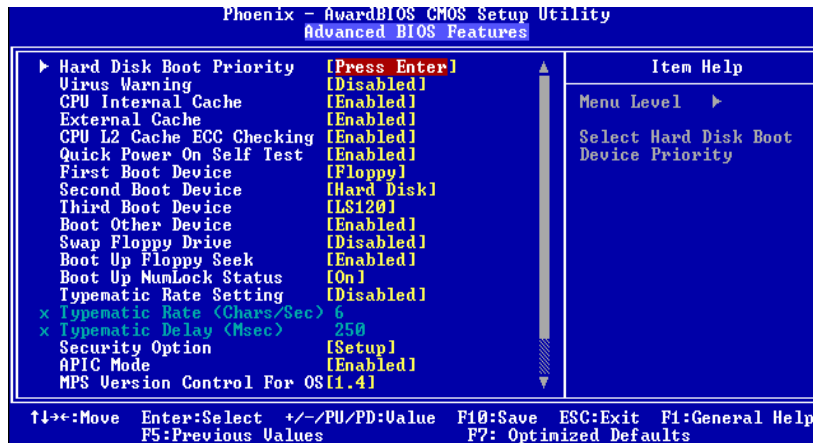 Phoenix - AwardBIOS CMOS Setup Utility
Advanced BIOS Features
▶ Hard Disk Boot Priority [Press Enter]
Virus Warning [Disabled]
CPU Internal Cache [Enabled]
External Cache [Enabled]
CPU L2 Cache ECC Checking [Enabled]
Quick Power On Self Test [Enabled]
First Boot Device [Floppy]
Second Boot Device [Hard Disk]
Third Boot Device [LS120]
Boot Other Device [Enabled]
Swap Floppy Drive [Disabled]
Boot Up Floppy Seek [Enabled]
Boot Up NumLock Status [On]
Typematic Rate Setting [Disabled]
x Typematic Rate (Chars/Sec) 6
x Typematic Delay (Msec) 250
Security Option [Setup]
APIC Mode [Enabled]
MPS Version Control For OS[1.4]
Item Help
Menu Level ▶
Select Hard Disk Boot
Device Priority
↑↓→←:Move Enter:Select +/-/PU/PD:Value F10:Save ESC:Exit F1:General Help
F5:Previous Values F7: Optimized Defaults